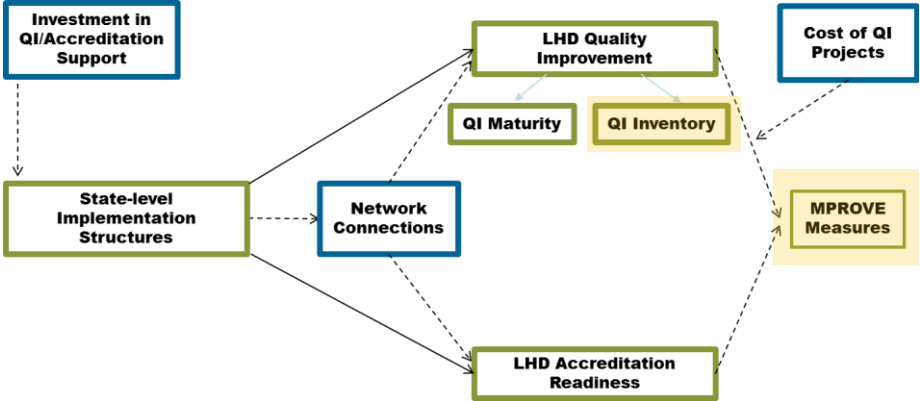 Investment in
QI/Accreditation
Support
LHD Quality
Improvement
Cost of QI
Projects
QI Maturity
QI Inventory
State-level
Implementation
Structures
Network
Connections
MPROVE
Measures
LHD Accreditation
Readiness